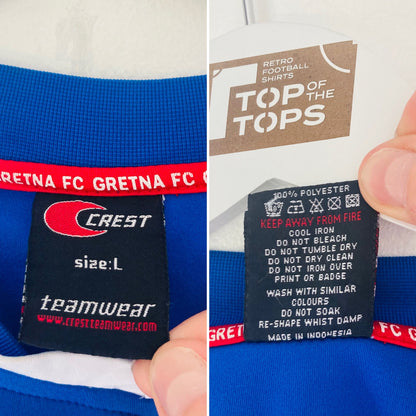 GRETNA FC GRETNA FC G
CREST
size:L
teamwear
www.crestteamwear.com
RETRO
FOOTBALL
SHIRTS
TOP OF THE TOPS
100% POLYESTER
KEEP AWAY FROM FIRE
COOL IRON
DO NOT BLEACH
DO NOT TUMBLE DRY
DO NOT DRY CLEAN
DO NOT IRON OVER
PRINT OR BADGE
WASH WITH SIMILAR
COLOURS
DO NOT SOAK
RE-SHAPE WHIST DAMP
MADE IN INDONESIA
GRETN
GRETNA